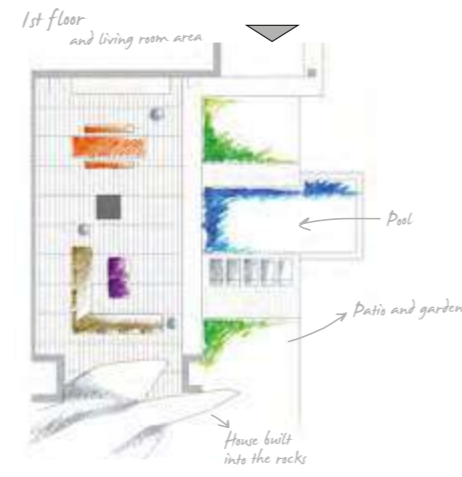 1st floor
and living room area
Pool
Patio and garden
House built
into the rocks